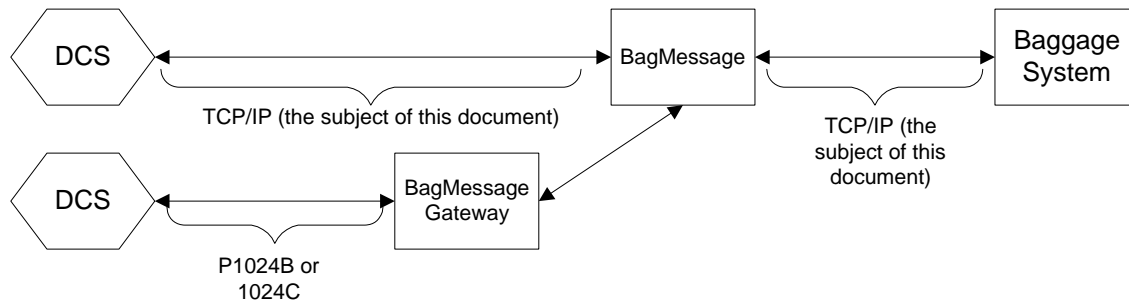 DCS
BagMessage
Baggage
System
TCP/IP (the subject of this document)
TCP/IP (the
subject of this
document)
DCS
BagMessage
Gateway
P1024B or
1024C